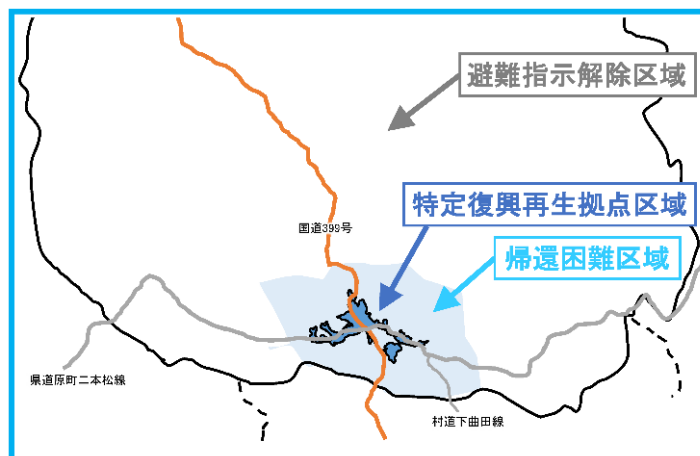 避難指示解除区域
特定復興再生拠点区域
国道399号
帰還困難区域
県道原町二本松線
村道下曲田線